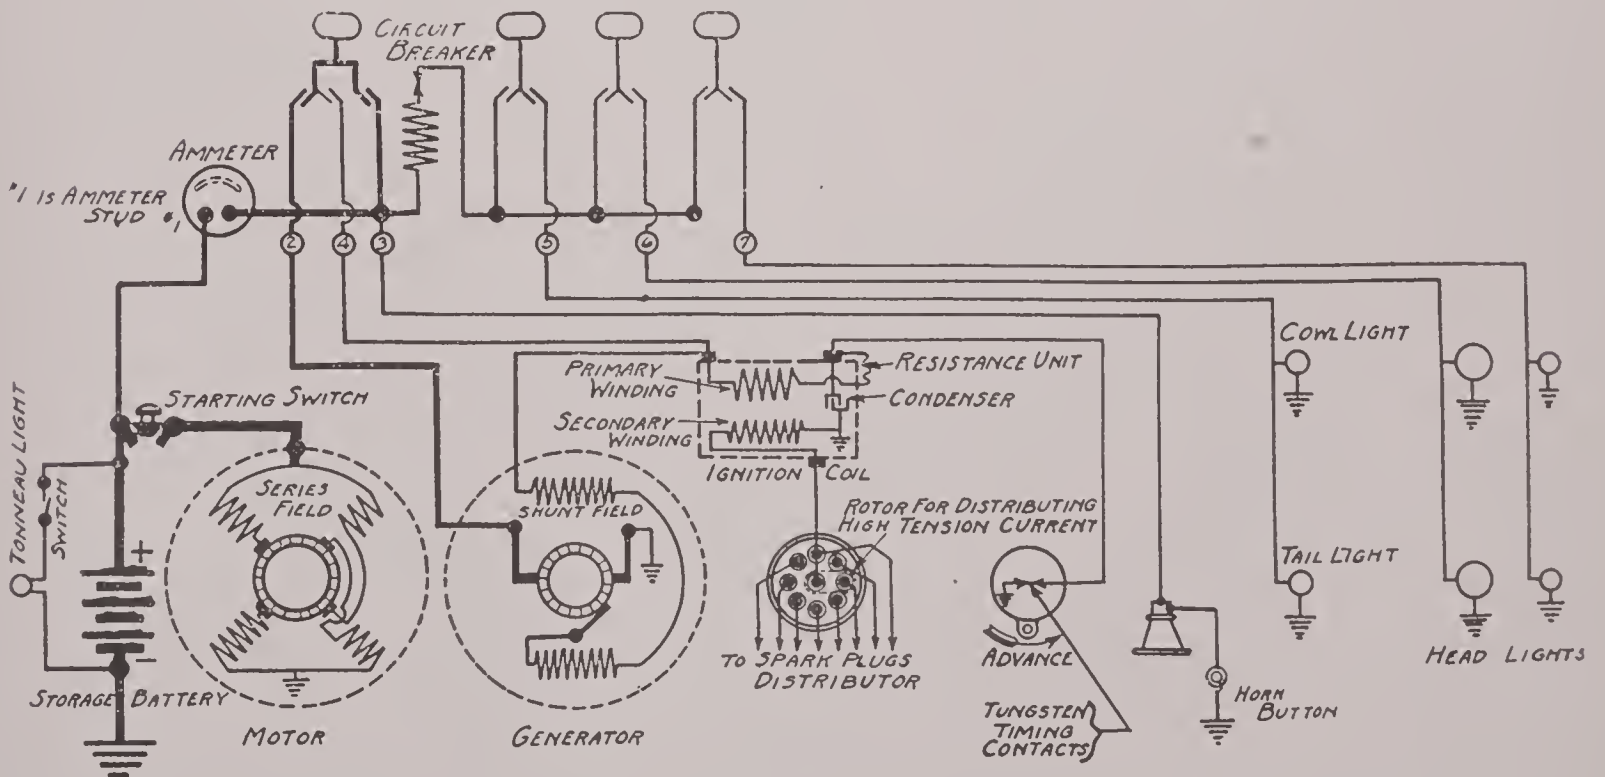 CIRCUIT
BREAKER
AMMETER
#1 IS AMMETER
STUD #1
2
4
3
5
6
7
COWL LIGHT
RESISTANCE UNIT
PRIMARY
WINDING
CONDENSER
STARTING SWITCH
SECONDARY
WINDING
IGNITION COIL
TONNEAU LIGHT
SWITCH
SERIES
FIELD
SHUNT FIELD
ROTOR FOR DISTRIBUTING
HIGH TENSION CURRENT
TAIL LIGHT
+
−
TO SPARK PLUGS
DISTRIBUTOR
ADVANCE
HEAD LIGHTS
STORAGE BATTERY
HORN
BUTTON
MOTOR
GENERATOR
TUNGSTEN
TIMING
CONTACTS